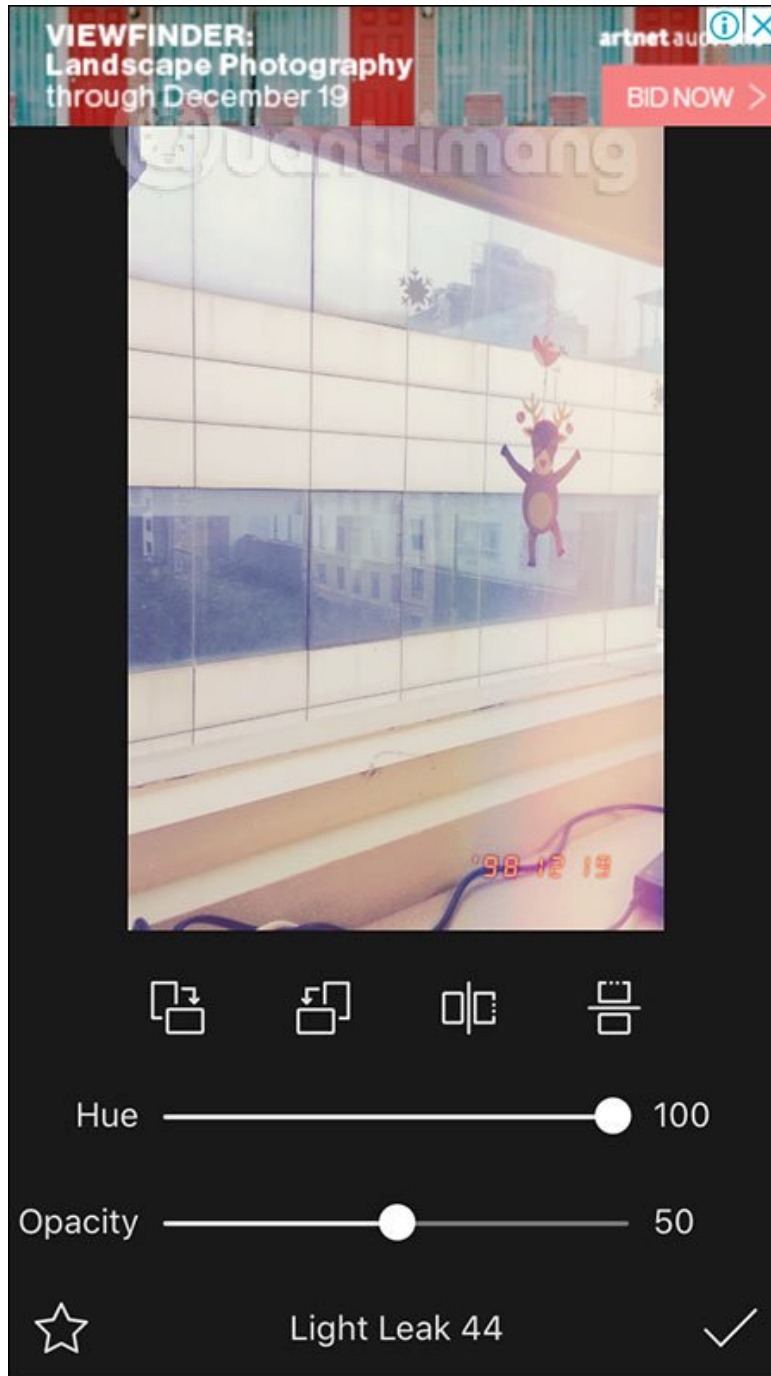 VIEWFINDER:
Landscape Photography
through December 19
artnet
BID NOW
Quantrimang
'98 12 19
Hue 100
Opacity 50
Light Leak 44